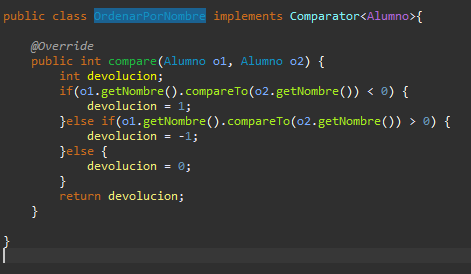 public class OrdenarPorNombre implements Comparator<Alumno>{
@Override
public int compare(Alumno o1, Alumno o2) {
int devolucion;
if(o1.getNombre().compareTo(o2.getNombre()) < 0) {
devolucion = 1;
}else if(o1.getNombre().compareTo(o2.getNombre()) > 0) {
devolucion = -1;
}else {
devolucion = 0;
}
return devolucion;
}
}